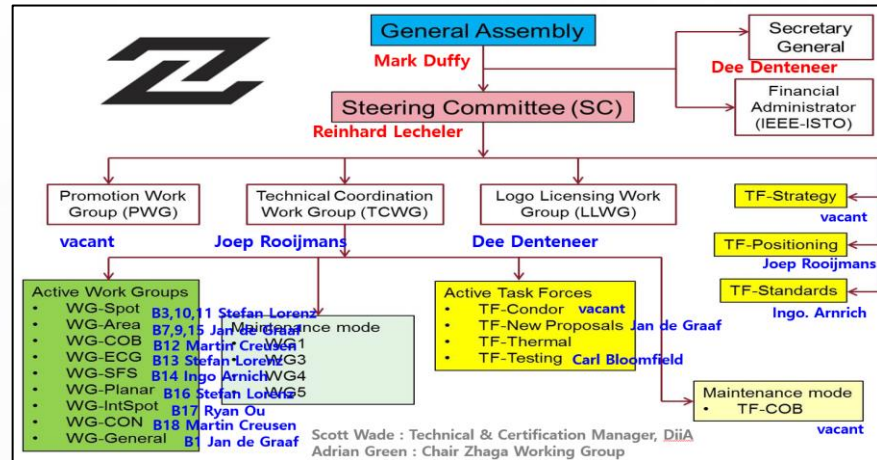 General Assembly
Mark Duffy
Secretary
General
Dee Denteneer
Financial
Administrator
(IEEE-ISTO)
Steering Committee (SC)
Reinhard Lecheler
Promotion Work
Group (PWG)
vacant
Technical Coordination
Work Group (TCWG)
Joep Rooijmans
Logo Licensing Work
Group (LLWG)
Dee Denteneer
TF-Strategy
vacant
TF-Positioning
Joep Rooijmans
TF-Standards
Ingo. Arnrich
Active Work Groups
• WG-Spot B3,10,11 Stefan Lorenz
• WG-Area B7,9,15 Jan de Graaf
• WG-COB B12 Martin Creusen
• WG-ECG B13 Stefan Lorenz
• WG-SFS B14 Ingo Arnich
• WG-Planar B16 Stefan Lorenz
• WG-IntSpot B17 Ryan Ou
• WG-CON B18 Martin Creusen
• WG-General B1 Jan de Graaf
Maintenance mode
• WG1
• WG3
• WG4
• WG5
Active Task Forces
• TF-Condor vacant
• TF-New Proposals Jan de Graaf
• TF-Thermal
• TF-Testing Carl Bloomfield
Maintenance mode
• TF-COB
vacant
Scott Wade : Technical & Certification Manager, DiiA
Adrian Green : Chair Zhaga Working Group